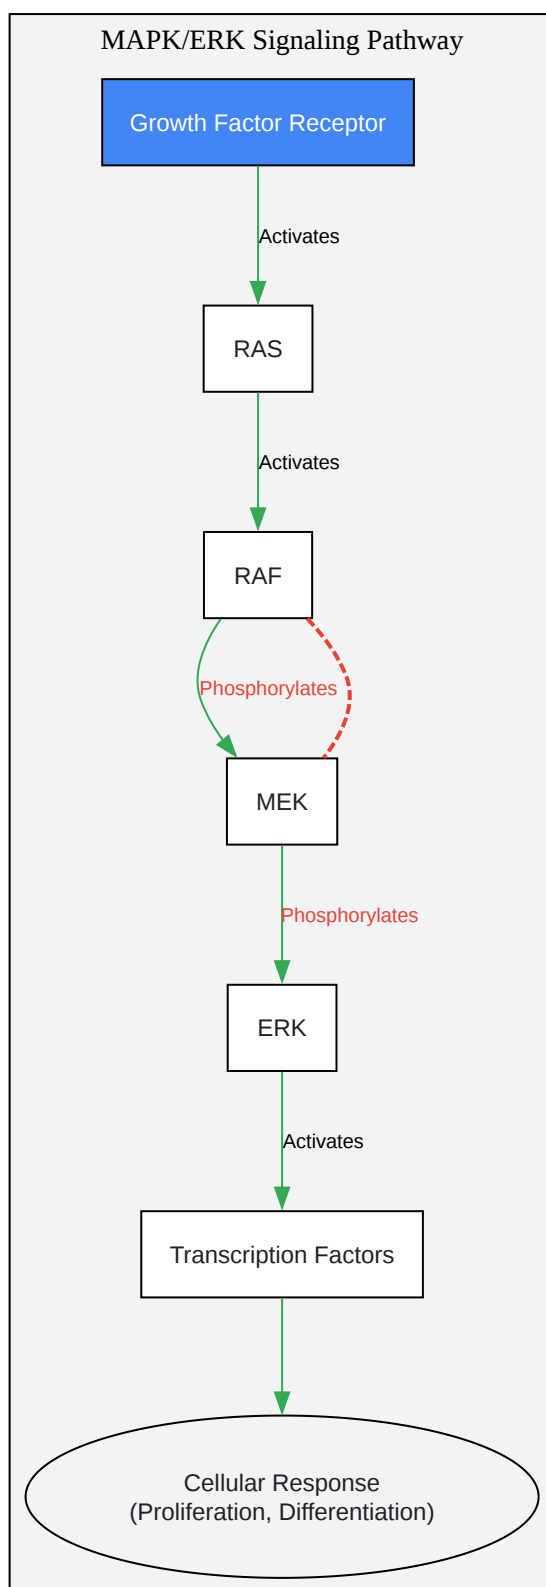 MAPK/ERK Signaling Pathway
Growth Factor Receptor
Activates
RAS
Activates
RAF
Phosphorylates
MEK
Phosphorylates
ERK
Activates
Transcription Factors
Cellular Response
(Proliferation, Differentiation)